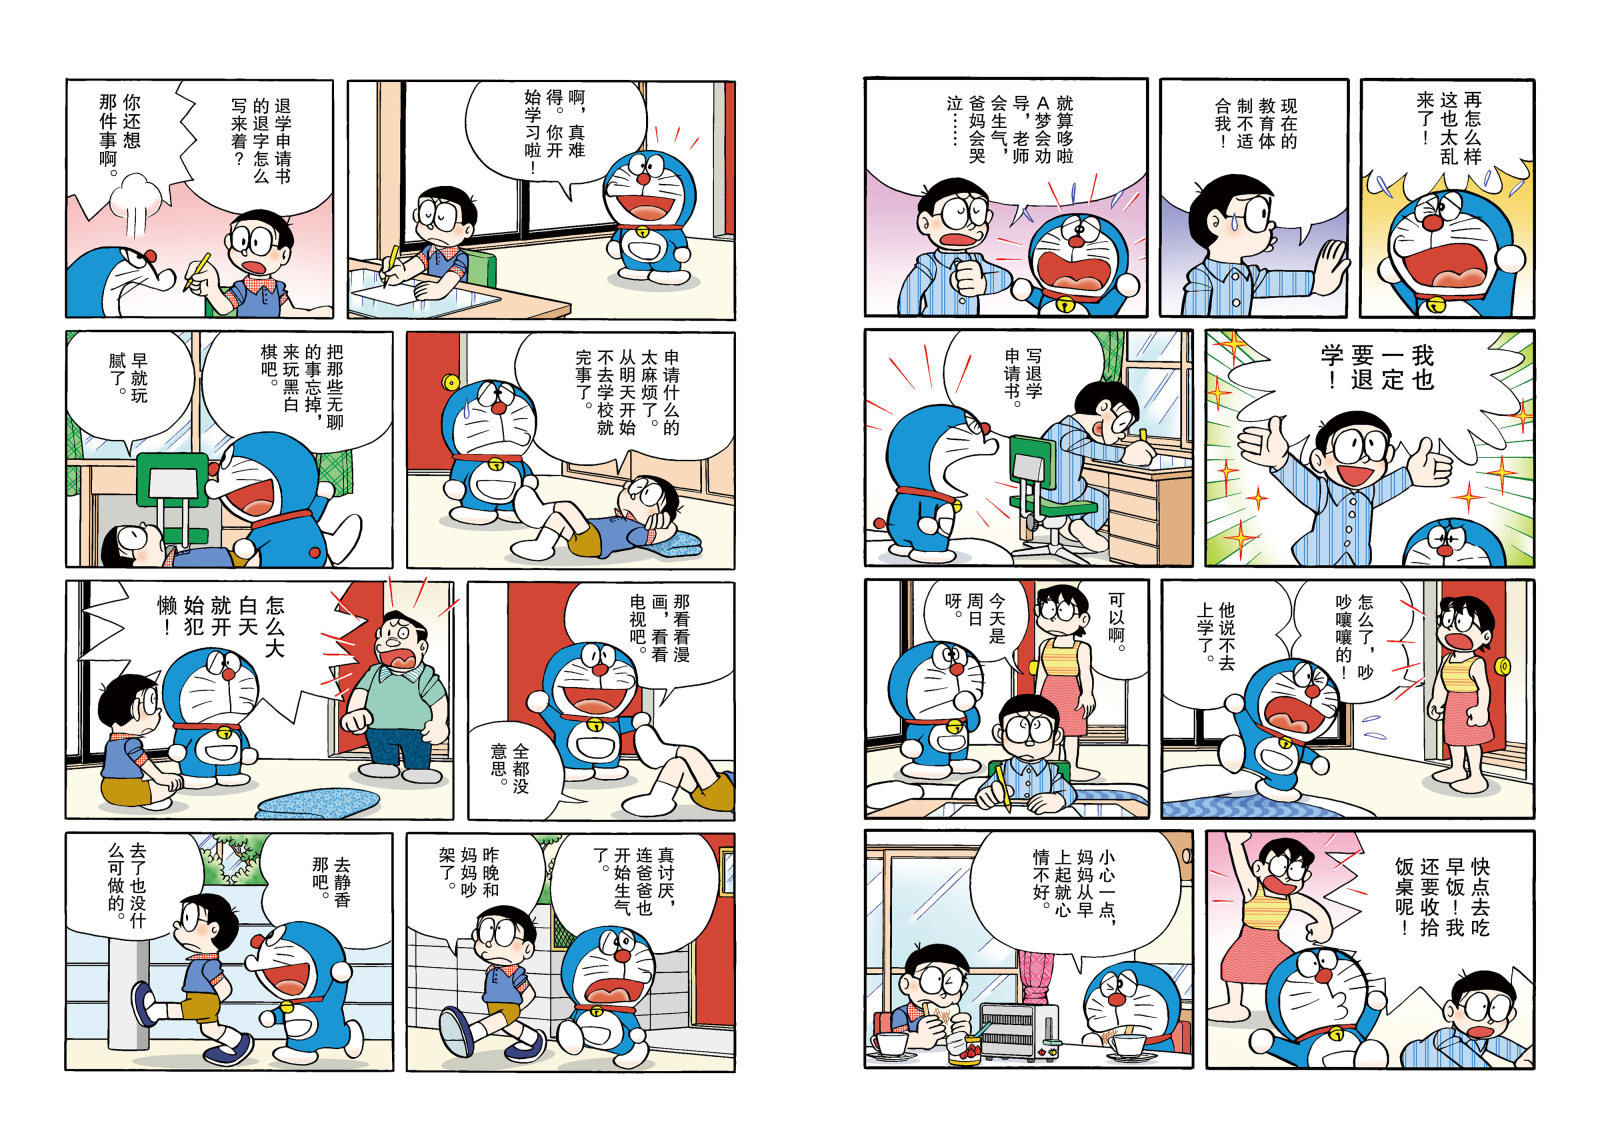 再怎么样
这也太乱
来了！
现在的
教育体
制不适
合我！
就算哆啦
A梦会劝
导，老师
会生气，
爸妈会哭
泣……
我也
一定
要退
学！
写退学
申请书。
怎么了，吵
吵嚷嚷的！
他说不去
上学了。
可以啊。
今天是
周日
呀。
快点去吃
早饭！我
还要收拾
饭桌呢！
小心一点，
妈妈从早
上起就心
情不好。
啊，真难
得。你开
始学习啦！
退学申请书
的退字怎么
写来着？
你还想
那件事啊。
申请什么的
太麻烦了。
从明天开始
不去学校就
完事了。
把那些无聊
的事忘掉，
来玩黑白
棋吧。
早就玩
腻了。
那看看漫
画，看看
电视吧。
全都没
意思。
怎么大
白天
就开
始犯
懒！
真讨厌，
连爸爸也
开始生气
了。
昨晚和
妈妈吵
架了。
去静香
那吧。
去了也没什
么可做的。